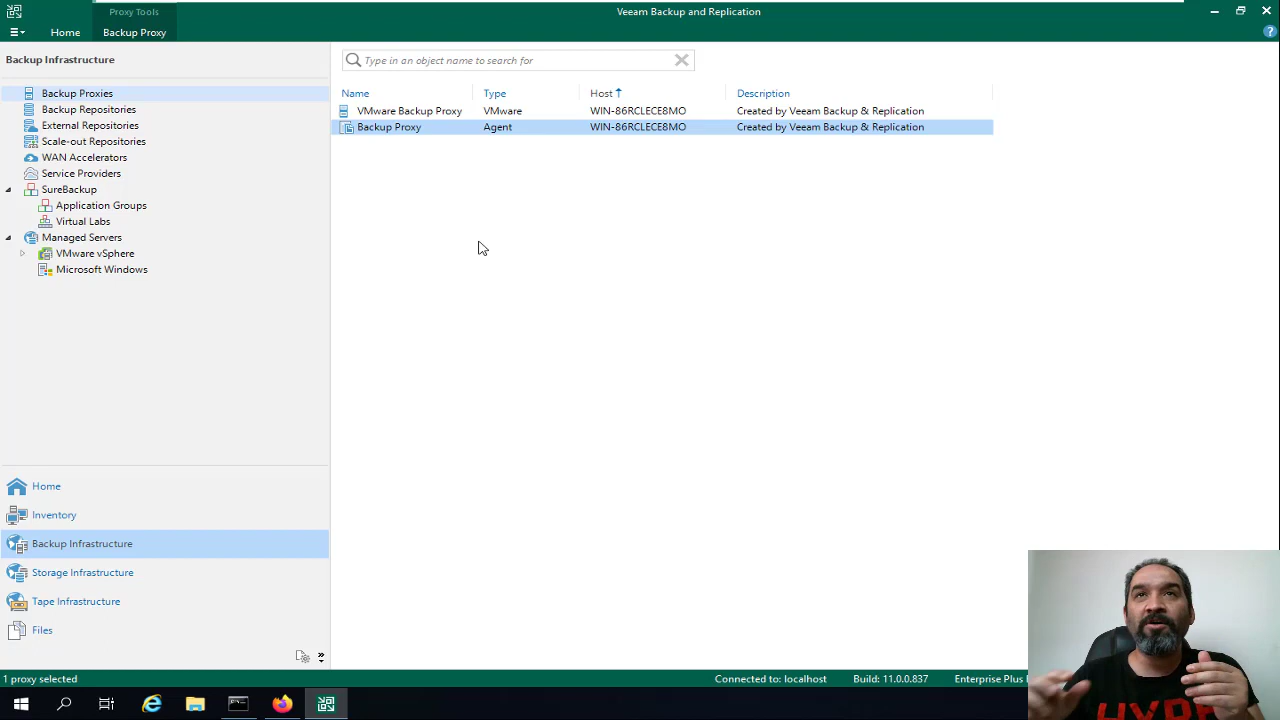 Proxy Tools
Veeam Backup and Replication
Home
Backup Proxy
Backup Infrastructure
Type in an object name to search for
Backup Proxies
Backup Repositories
External Repositories
Scale-out Repositories
WAN Accelerators
Service Providers
SureBackup
Application Groups
Virtual Labs
Managed Servers
VMware vSphere
Microsoft Windows
Name Type Host Description
VMware Backup Proxy VMware WIN-86RCLECE8MO Created by Veeam Backup & Replication
Backup Proxy Agent WIN-86RCLECE8MO Created by Veeam Backup & Replication
Home
Inventory
Backup Infrastructure
Storage Infrastructure
Tape Infrastructure
Files
1 proxy selected
Connected to: localhost
Build: 11.0.0.837
Enterprise Plus